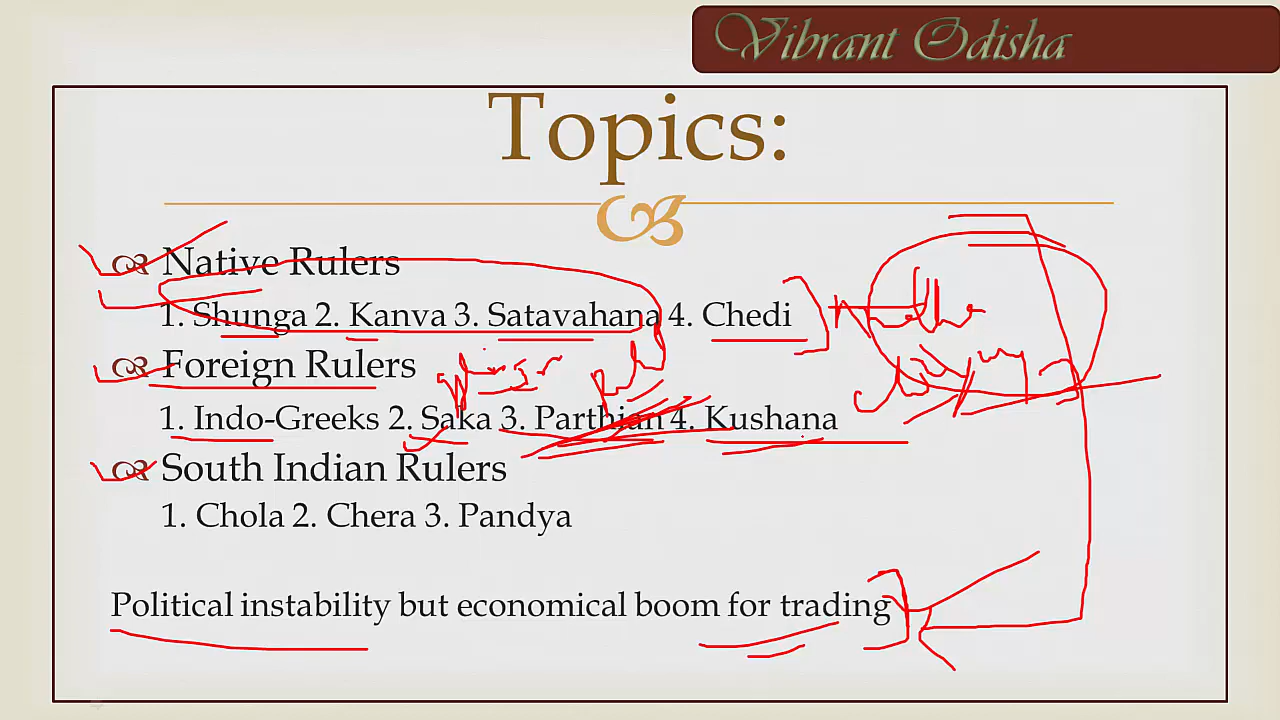 Vibrant Odisha
Topics:
Native Rulers
1. Shunga 2. Kanva 3. Satavahana 4. Chedi
Foreign Rulers
1. Indo-Greeks 2. Saka 3. Parthian 4. Kushana
South Indian Rulers
1. Chola 2. Chera 3. Pandya
Political instability but economical boom for trading